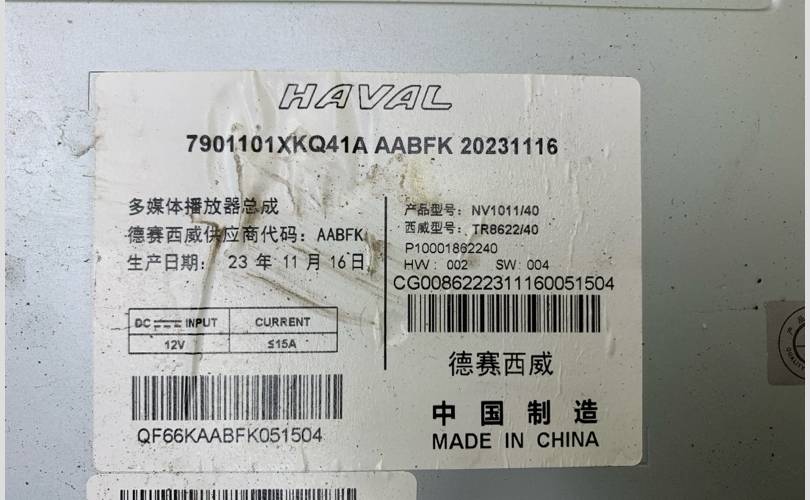 HAVAL
7901101XKQ41A AABFK 20231116
多媒体播放器总成
德赛西威供应商代码：AABFK
生产日期： 23 年 11 月 16 日
DC INPUT CURRENT
12V ≤15A
QF66KAABFK051504
产品型号：NV1011/40
西威型号：TR8622/40
P10001862240
HW: 002 SW: 004
CG0086222311160051504
德赛西威
中国制造
MADE IN CHINA